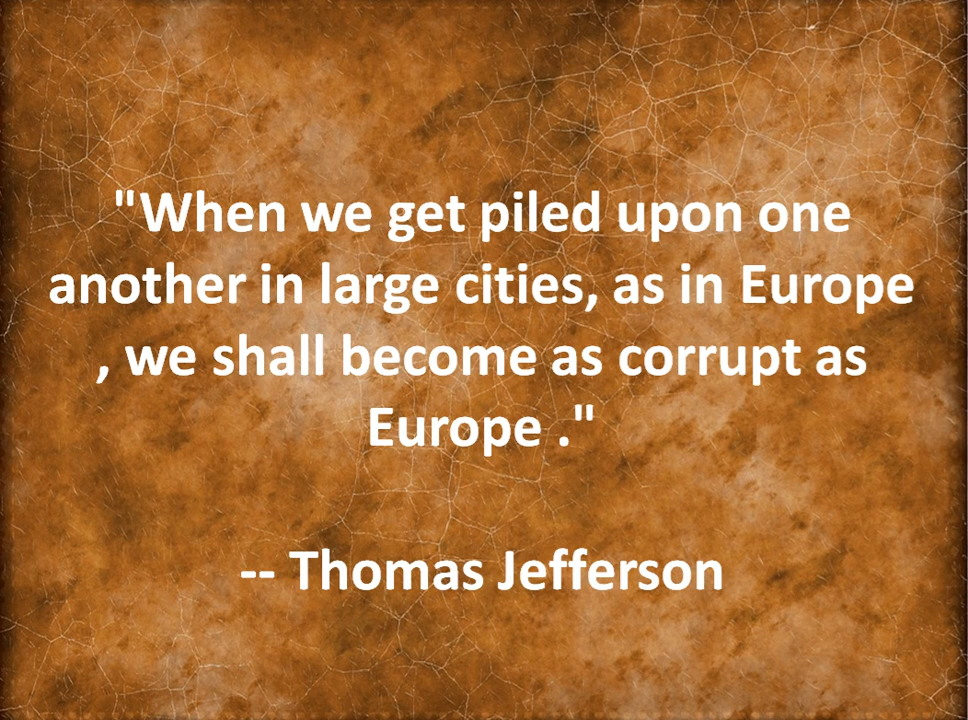 "When we get piled upon one
another in large cities, as in Europe
, we shall become as corrupt as
Europe ."
-- Thomas Jefferson